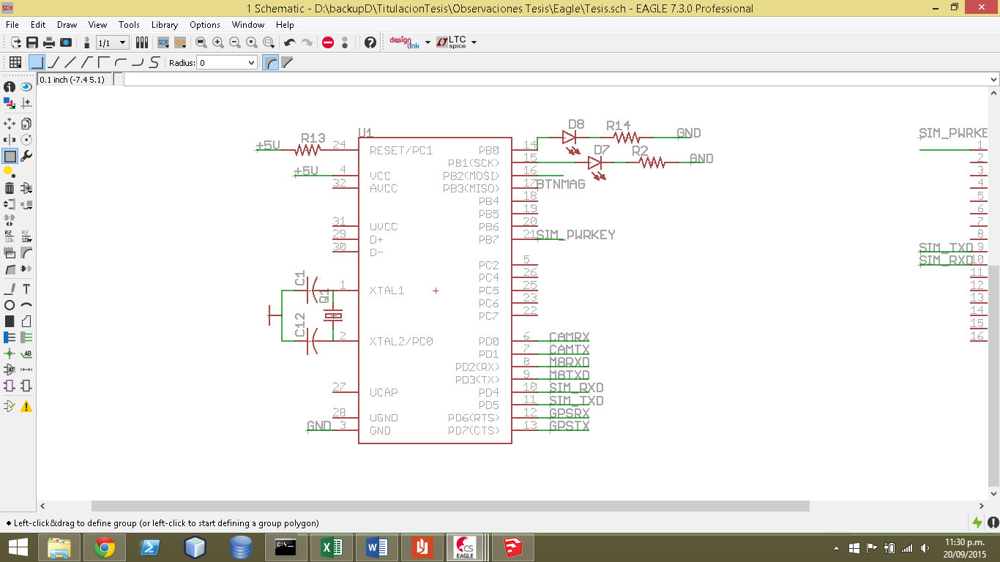 SCH
1 Schematic - D:\backupD\TitulacionTesis\Observaciones Tesis\Eagle\Tesis.sch - EAGLE 7.3.0 Professional
File Edit Draw View Tools Library Options Window Help
1/1 SCR ULP design link LTC spice
Radius: 0
0.1 inch (-7.4 5.1)
U1
+5V R13 24 RESET/PC1
+5V 4 VCC
32 AVCC
31 UVCC
29 D+
30 D-
C1 1 XTAL1
Q1
C12 2 XTAL2/PC0
27 UCAP
28 UGND
GND 3 GND
PB0 14 D8 R14 GND
PB1(SCK) 15 D7 R2 GND
PB2(MOSI) 16
PB3(MISO) 17 BTNMAG
PB4 18
PB5 19
PB6 20
PB7 21 SIM_PWRKEY
PC2 5
PC4 26
PC5 25
PC6 23
PC7 22
PD0 6 CAMRX
PD1 7 CAMTX
PD2(RX) 8 M8RXD
PD3(TX) 9 M8TXD
PD4 10 SIM_RXD
PD5 11 SIM_TXD
PD6(RTS) 12 GPSRX
PD7(CTS) 13 GPSTX
SIM_PWRKE
1
2
3
4
5
6
7
8
SIM_TXD 9
SIM_RXD 10
11
12
13
14
15
16
R2 R2
10k 10k
T
AB
Left-click&drag to define group (or left-click to start defining a group polygon)
C:\_
CS
EAGLE
11:30 p.m.
20/09/2015